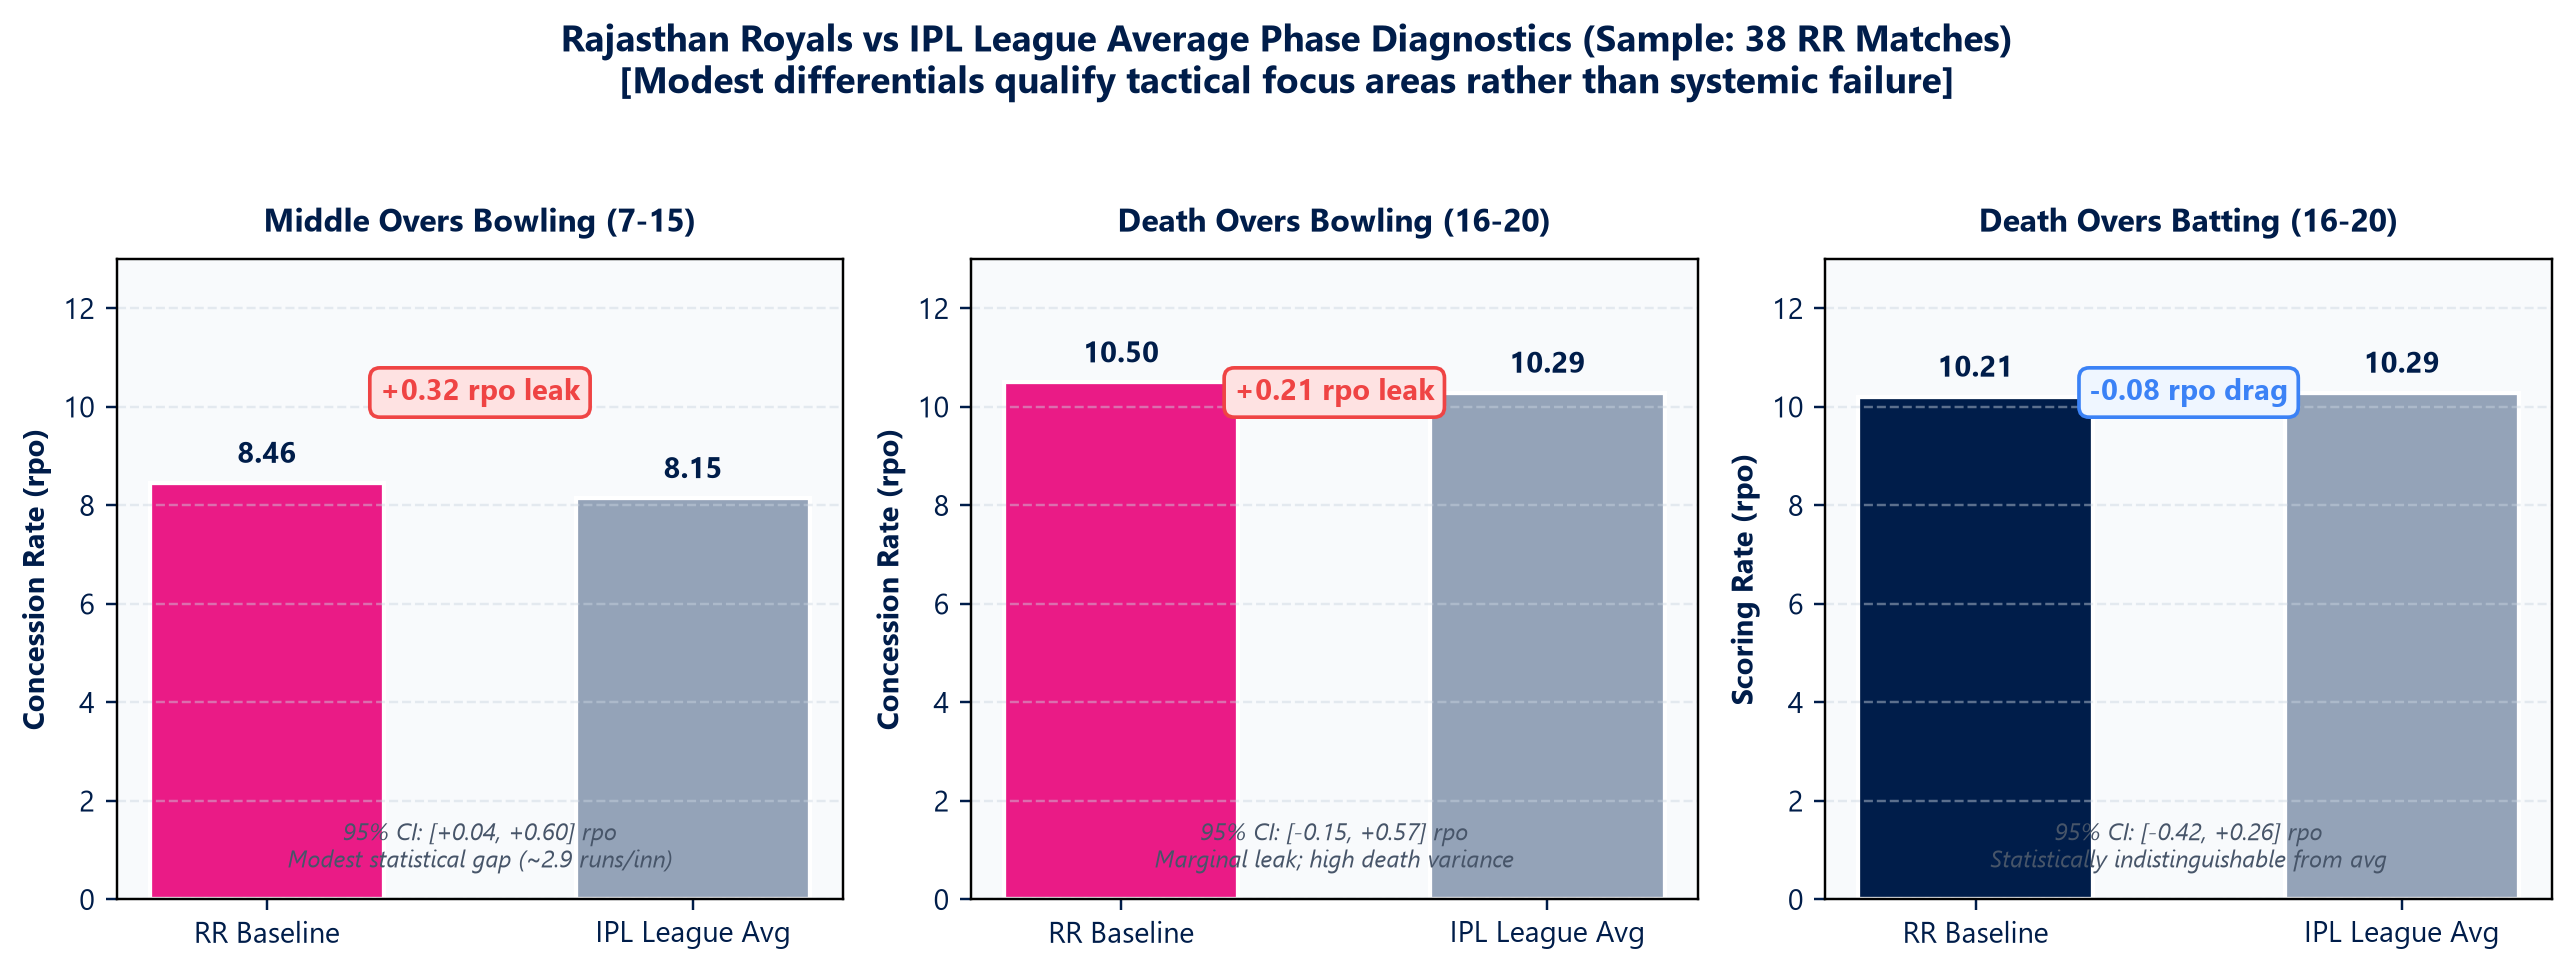 Rajasthan Royals vs IPL League Average Phase Diagnostics (Sample: 38 RR Matches)
[Modest differentials qualify tactical focus areas rather than systemic failure]
Middle Overs Bowling (7-15)
Concession Rate (rpo)
12
10
8
6
4
2
0
+0.32 rpo leak
8.46
8.15
95% CI: [+0.04, +0.60] rpo
Modest statistical gap (~2.9 runs/inn)
RR Baseline
IPL League Avg
Death Overs Bowling (16-20)
Concession Rate (rpo)
12
10
8
6
4
2
0
10.50
10.29
+0.21 rpo leak
95% CI: [-0.15, +0.57] rpo
Marginal leak; high death variance
RR Baseline
IPL League Avg
Death Overs Batting (16-20)
Scoring Rate (rpo)
12
10
8
6
4
2
0
10.21
10.29
-0.08 rpo drag
95% CI: [-0.42, +0.26] rpo
Statistically indistinguishable from avg
RR Baseline
IPL League Avg